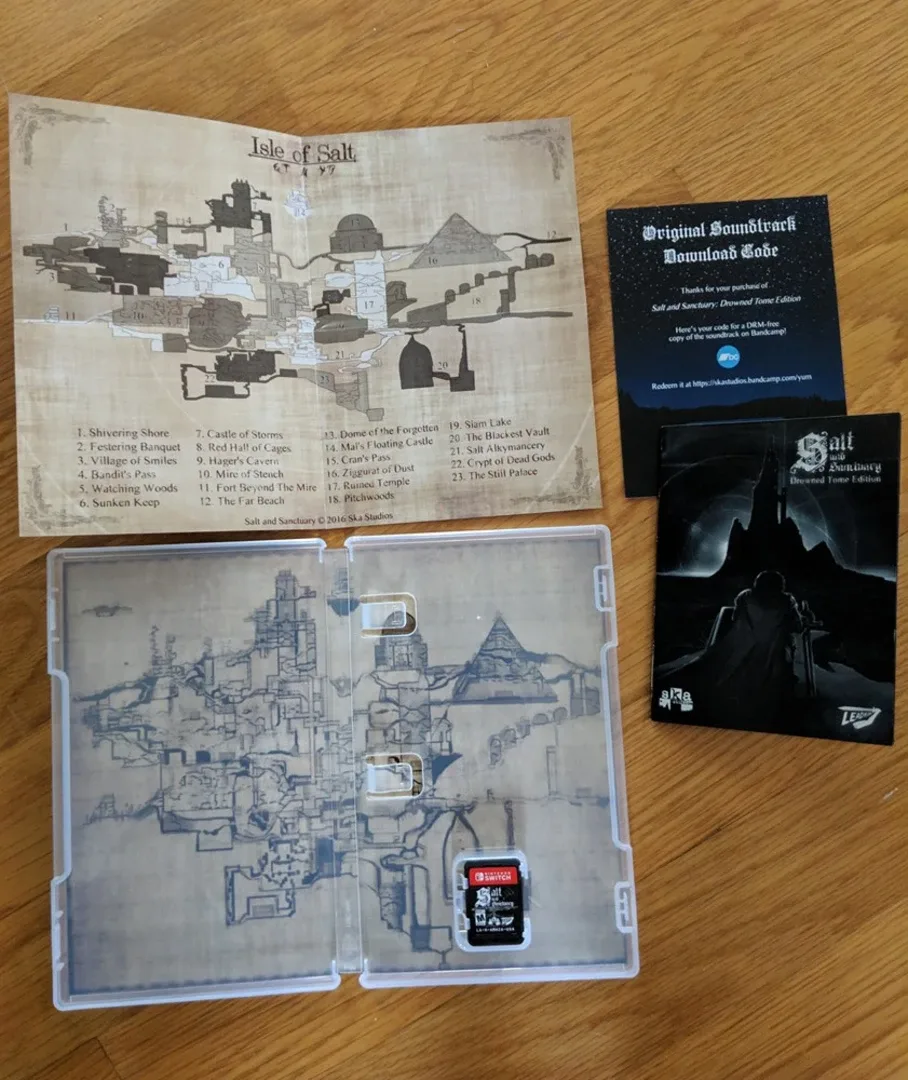 Isle of Salt
1. Shivering Shore
2. Festering Banquet
3. Village of Smiles
4. Bandit's Pass
5. Watching Woods
6. Sunken Keep
7. Castle of Storms
8. Red Hall of Cages
9. Hager's Cavern
10. Mire of Stench
11. Fort Beyond The Mire
12. The Far Beach
13. Dome of the Forgotten
14. Mal's Floating Castle
15. Cran's Pass
16. Ziggurat of Dust
17. Ruined Temple
18. Pitchwoods
19. Siam Lake
20. The Blackest Vault
21. Salt Alkymancery
22. Crypt of Dead Gods
23. The Still Palace
Salt and Sanctuary © 2016 Ska Studios
Original Soundtrack
Download Code
Thanks for your purchase of
Salt and Sanctuary: Drowned Tome Edition
Here's your code for a DRM-free
copy of the soundtrack on Bandcamp!
bc
Redeem it at https://skastudios.bandcamp.com/yum
Salt
and
Sanctuary
Drowned Tome Edition
ska
NINTENDO
SWITCH
Salt
and
Sanctuary
M